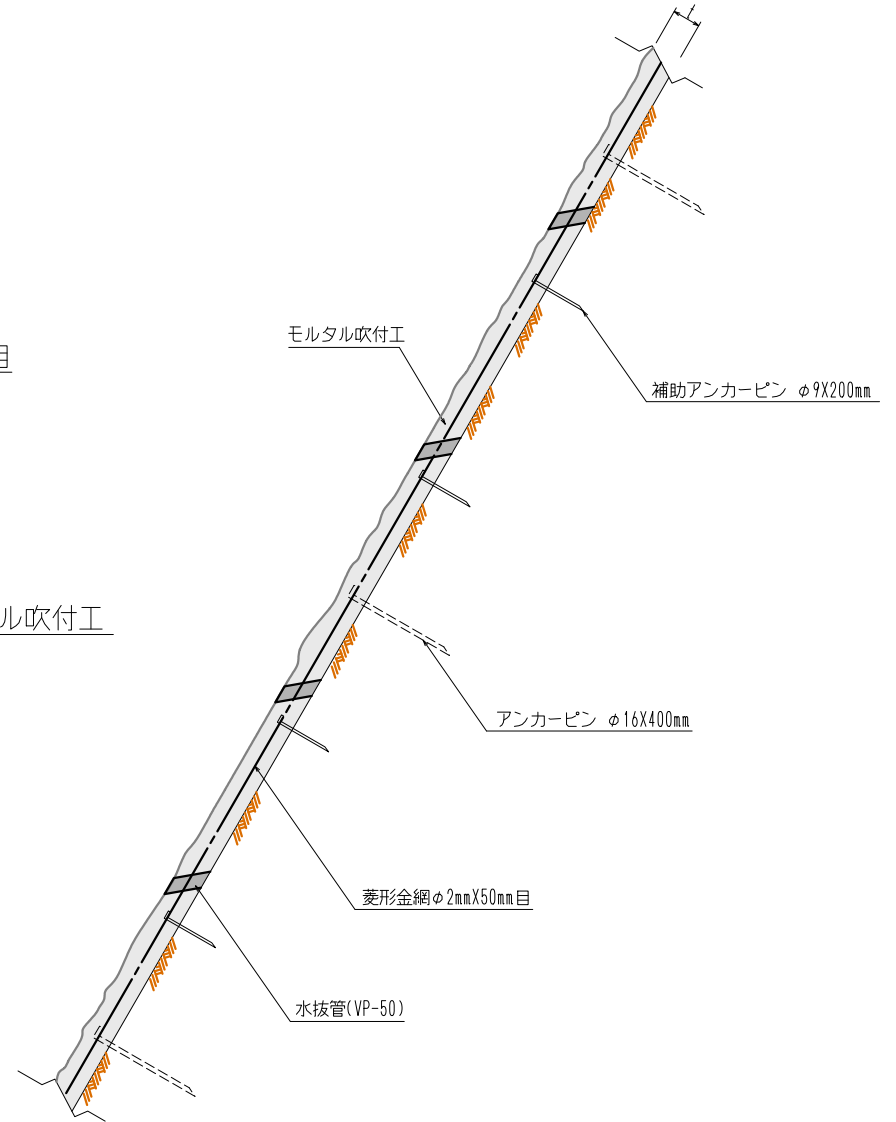 t
モルタル吹付工
目
補助アンカーピン φ9X200mm
ル吹付工
アンカーピン φ16X400mm
菱形金網φ2mmX50mm目
水抜管(VP-50)